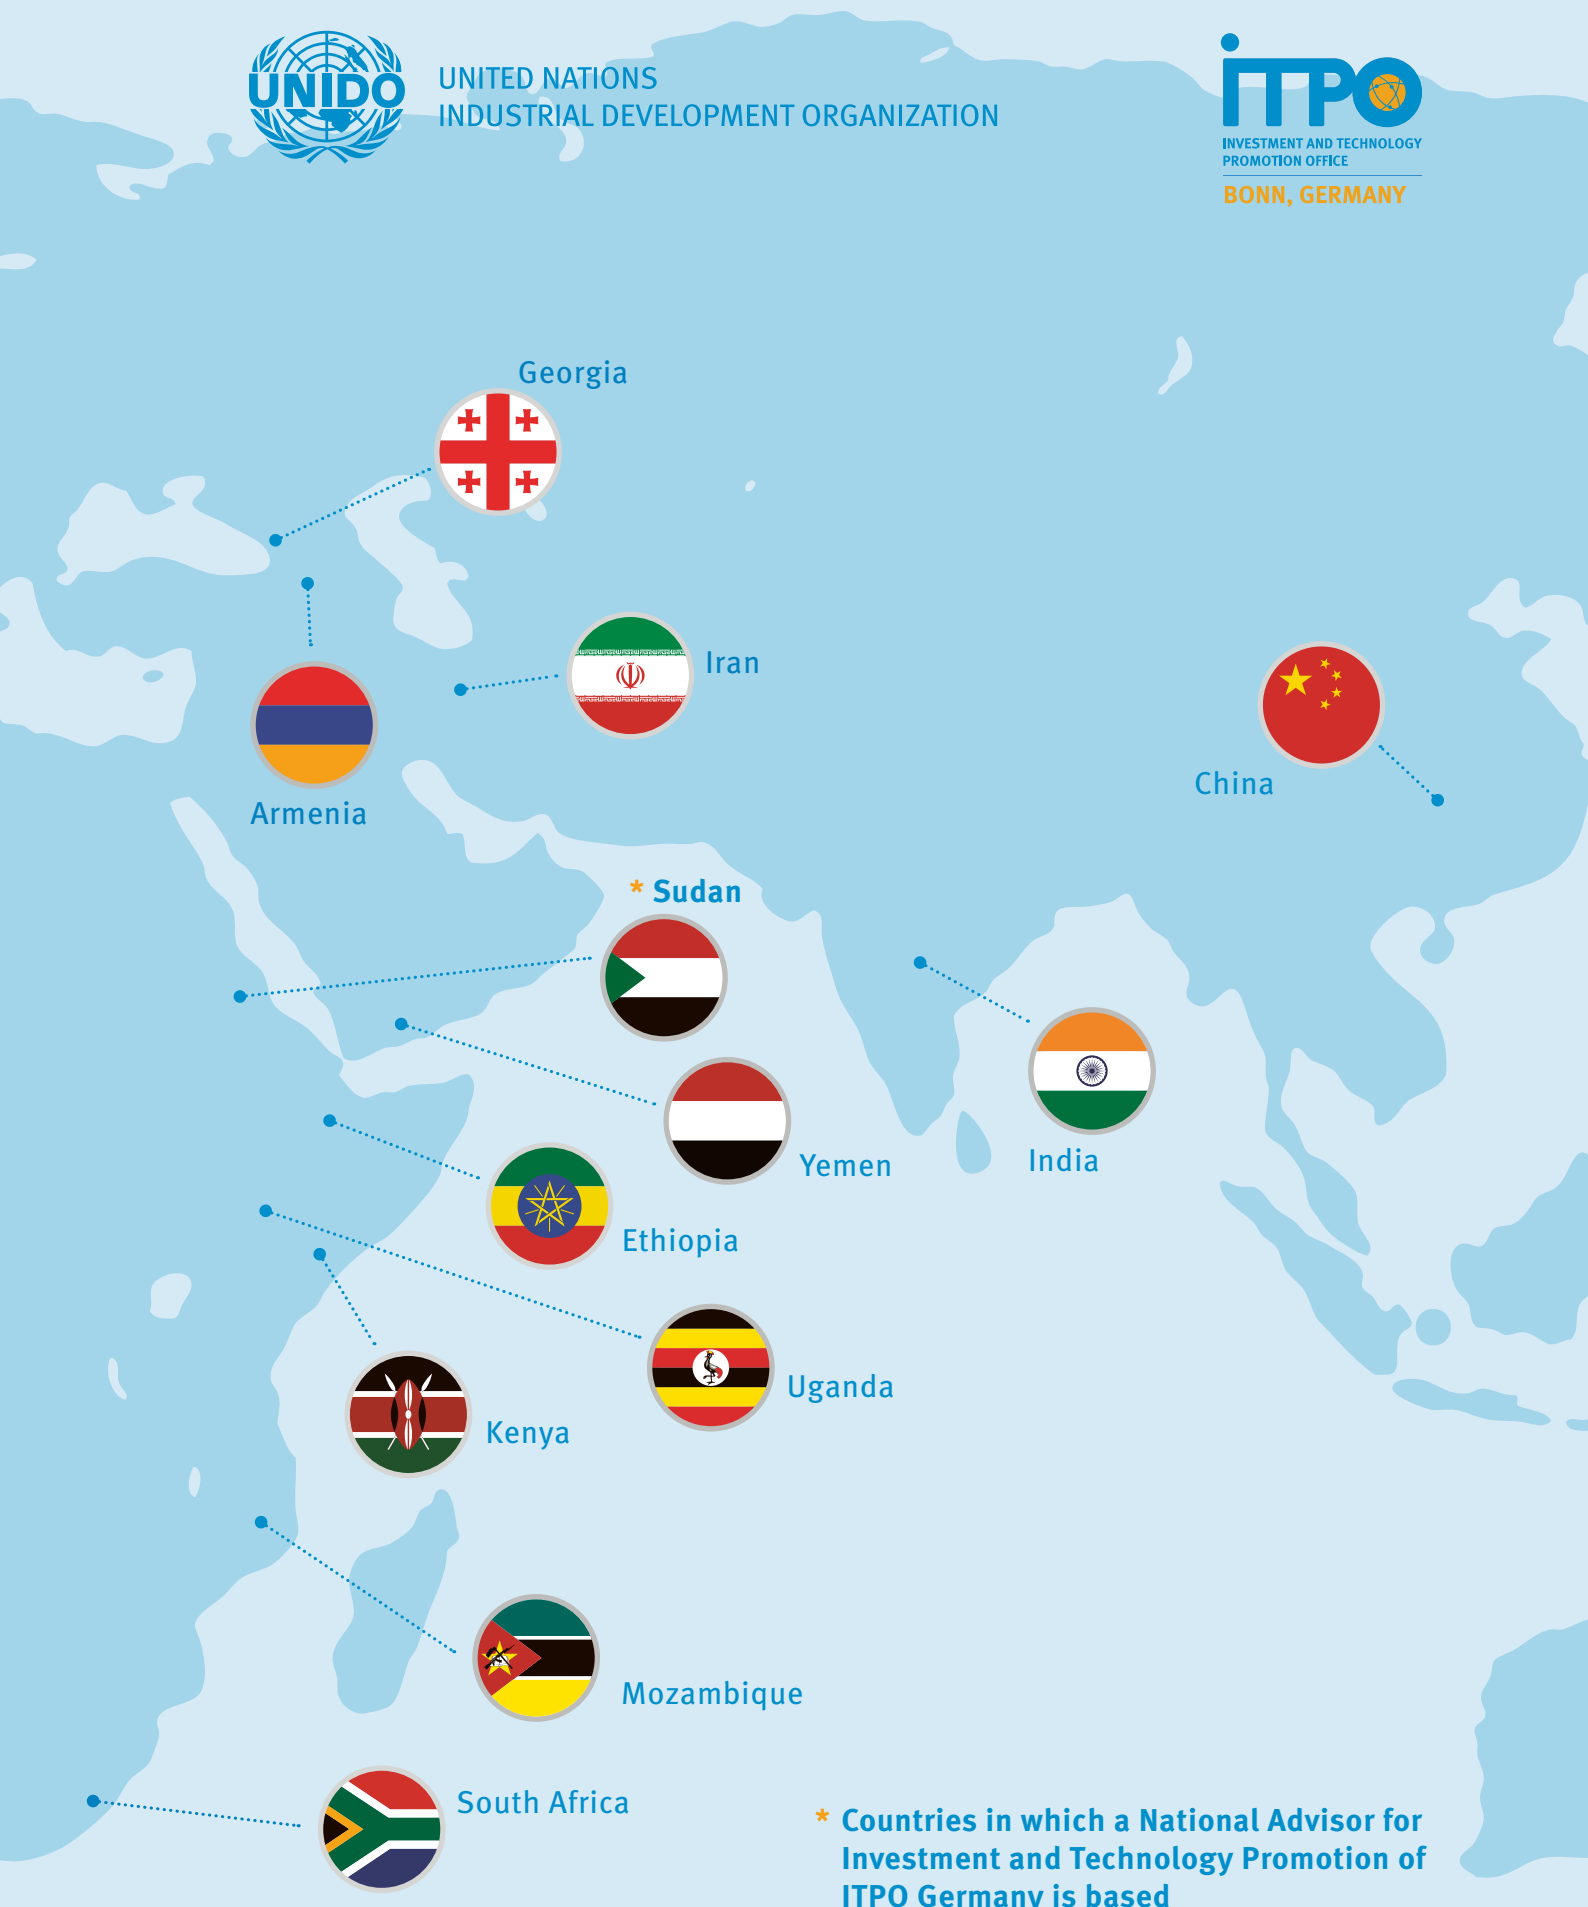 UNIDO
UNITED NATIONS
INDUSTRIAL DEVELOPMENT ORGANIZATION
iTPO
INVESTMENT AND TECHNOLOGY
PROMOTION OFFICE
BONN, GERMANY
Georgia
Iran
Armenia
China
* Sudan
Yemen
India
Ethiopia
Uganda
Kenya
Mozambique
South Africa
* Countries in which a National Advisor for
Investment and Technology Promotion of
ITPO Germany is based